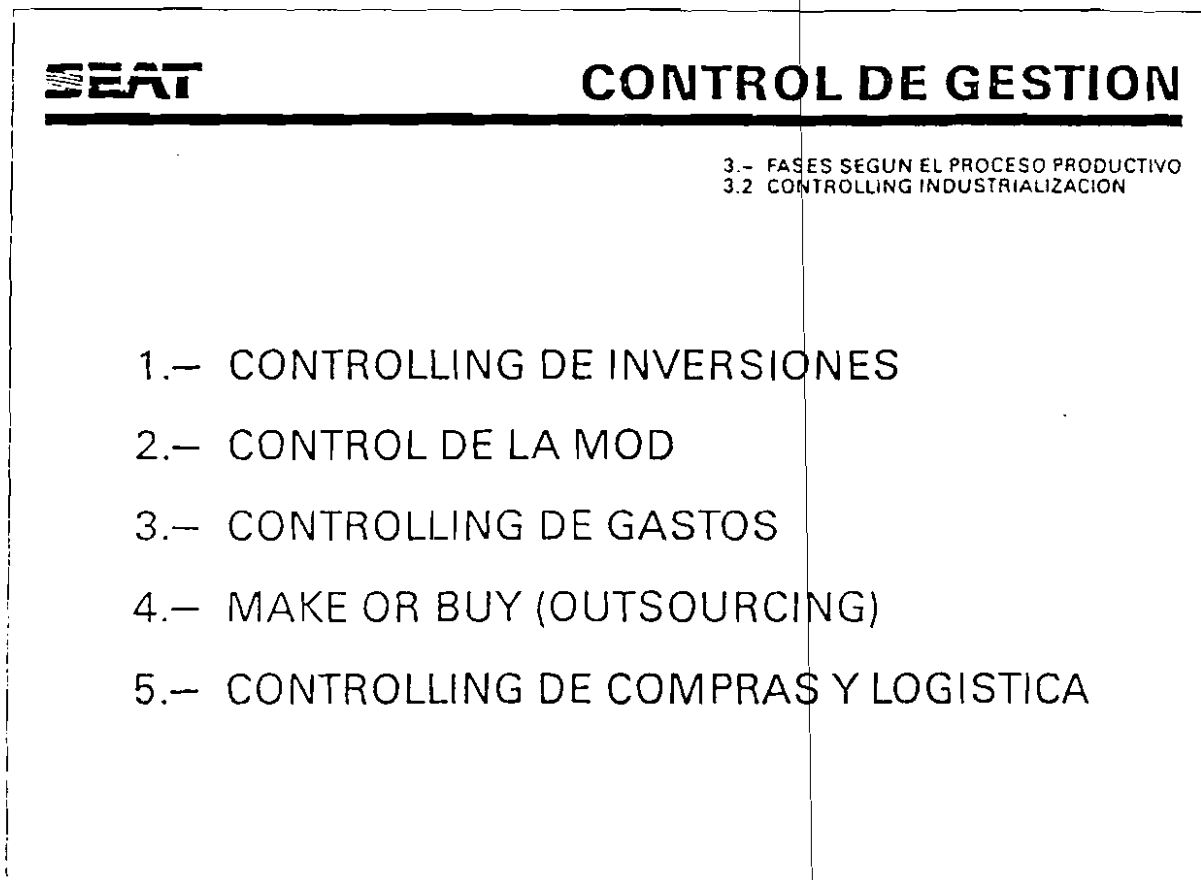 SEAT
CONTROL DE GESTION
3.- FASES SEGUN EL PROCESO PRODUCTIVO
3.2 CONTROLLING INDUSTRIALIZACION
1.– CONTROLLING DE INVERSIONES
2.– CONTROL DE LA MOD
3.– CONTROLLING DE GASTOS
4.– MAKE OR BUY (OUTSOURCING)
5.– CONTROLLING DE COMPRAS Y LOGISTICA